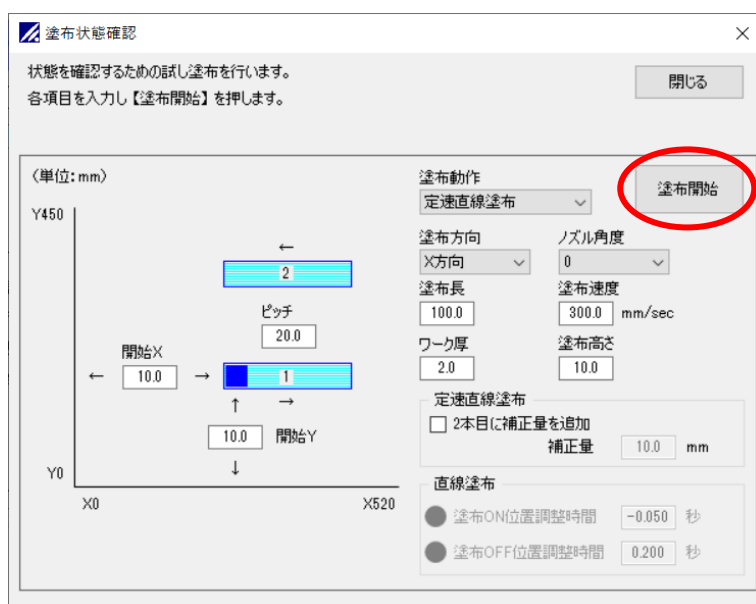 塗布状態確認
状態を確認するための試し塗布を行います。
各項目を入力し【塗布開始】を押します。
閉じる
(単位:mm)
塗布動作
定速直線塗布
塗布開始
Y450
塗布方向
ノズル角度
X方向
0
←
2
塗布長
塗布速度
100.0
300.0 mm/sec
ピッチ
20.0
ワーク厚
塗布高さ
2.0
10.0
開始X
← 10.0 →
1
↑ →
10.0 開始Y
↓
定速直線塗布
2本目に補正量を追加
補正量 10.0 mm
Y0
X0
X520
直線塗布
塗布ON位置調整時間 -0.050 秒
塗布OFF位置調整時間 0.200 秒